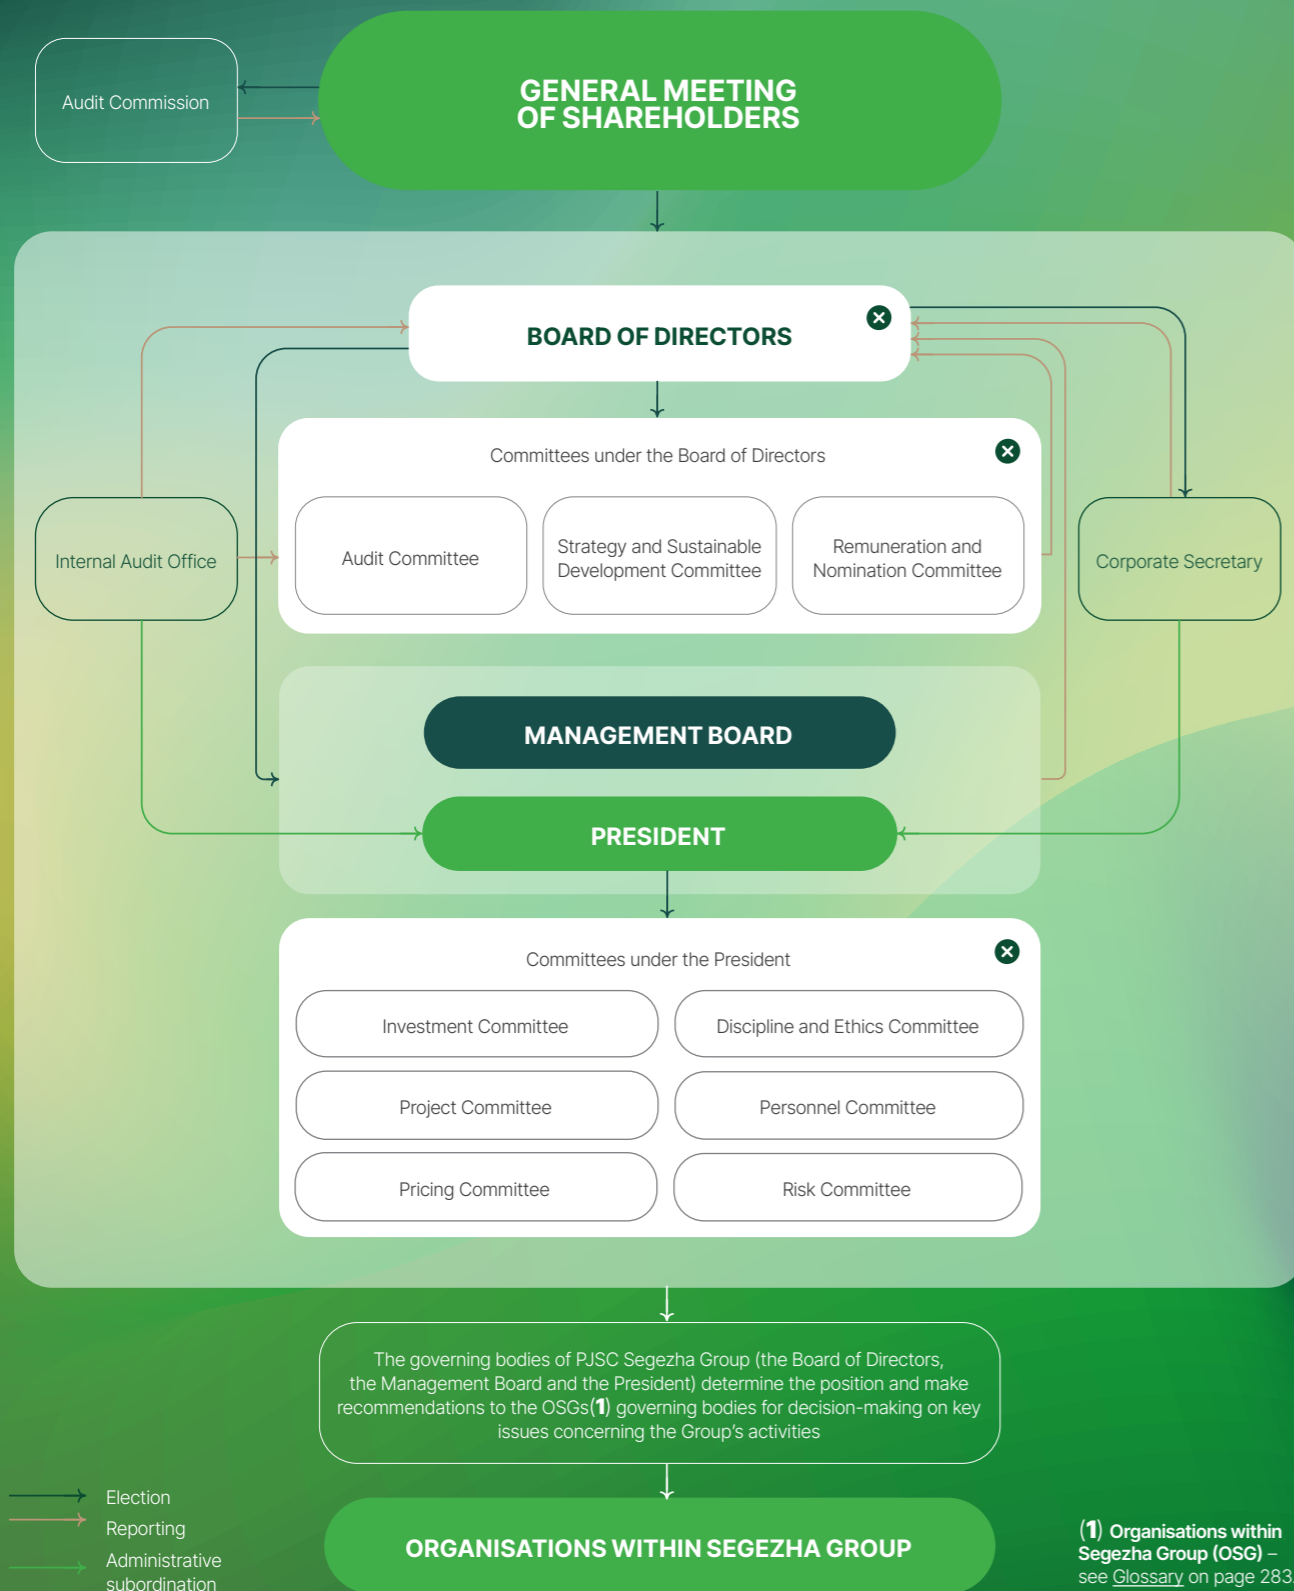 Audit Commission
GENERAL MEETING
OF SHAREHOLDERS
BOARD OF DIRECTORS
Committees under the Board of Directors
Internal Audit Office
Audit Committee
Strategy and Sustainable
Development Committee
Remuneration and
Nomination Committee
Corporate Secretary
MANAGEMENT BOARD
PRESIDENT
Committees under the President
Investment Committee
Discipline and Ethics Committee
Project Committee
Personnel Committee
Pricing Committee
Risk Committee
The governing bodies of PJSC Segezha Group (the Board of Directors,
the Management Board and the President) determine the position and make
recommendations to the OSGs(1) governing bodies for decision-making on key
issues concerning the Group's activities
Election
Reporting
Administrative
subordination
ORGANISATIONS WITHIN SEGEZHA GROUP
(1) Organisations within
Segezha Group (OSG) –
see Glossary on page 283.